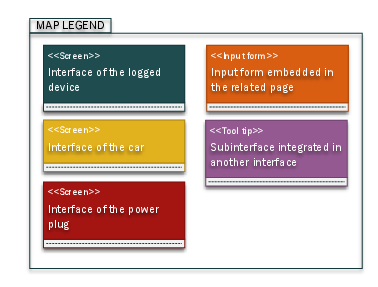 MAP LEGEND
<<Screen>>
Interface of the logged
device
<<Screen>>
Interface of the car
<<Screen>>
Interface of the power
plug
<<Input form>>
Input form embedded in
the related page
<<Tool tip>>
Subinterface integrated in
another interface